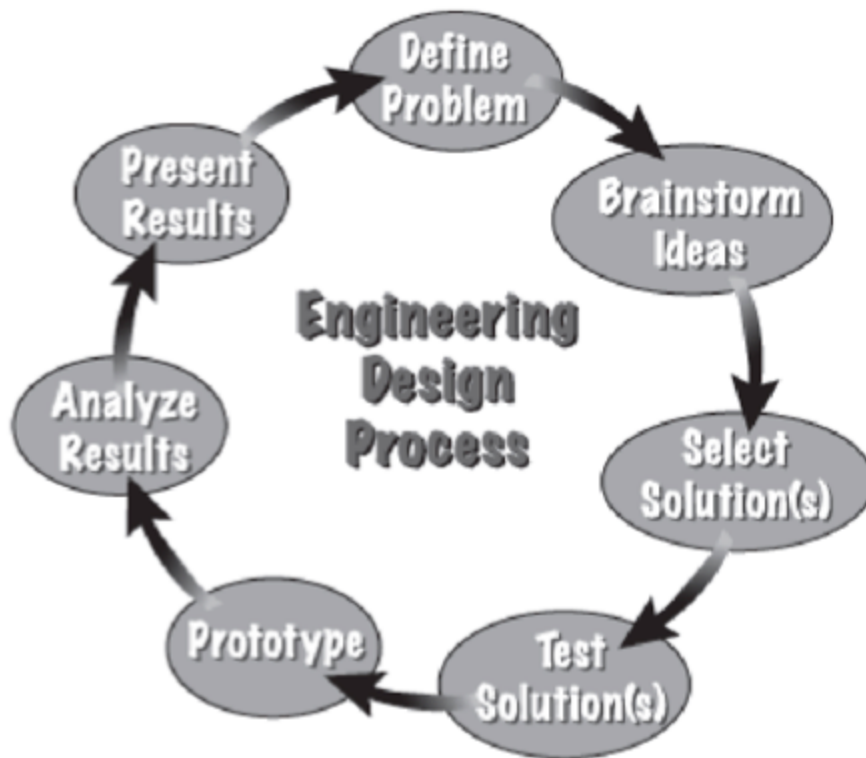 Define
Problem
Brainstorm
Ideas
Select
Solution(s)
Test
Solution(s)
Prototype
Analyze
Results
Present
Results
Engineering
Design
Process